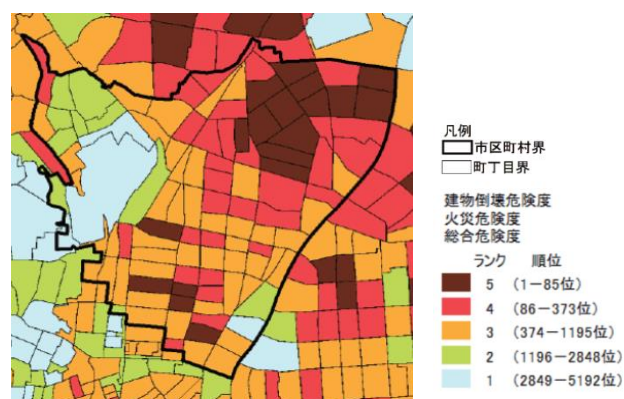 凡例
市区町村界
町丁目界
建物倒壊危険度
火災危険度
総合危険度
ランク 順位
5 (1－85位)
4 (86－373位)
3 (374－1195位)
2 (1196－2848位)
1 (2849－5192位)